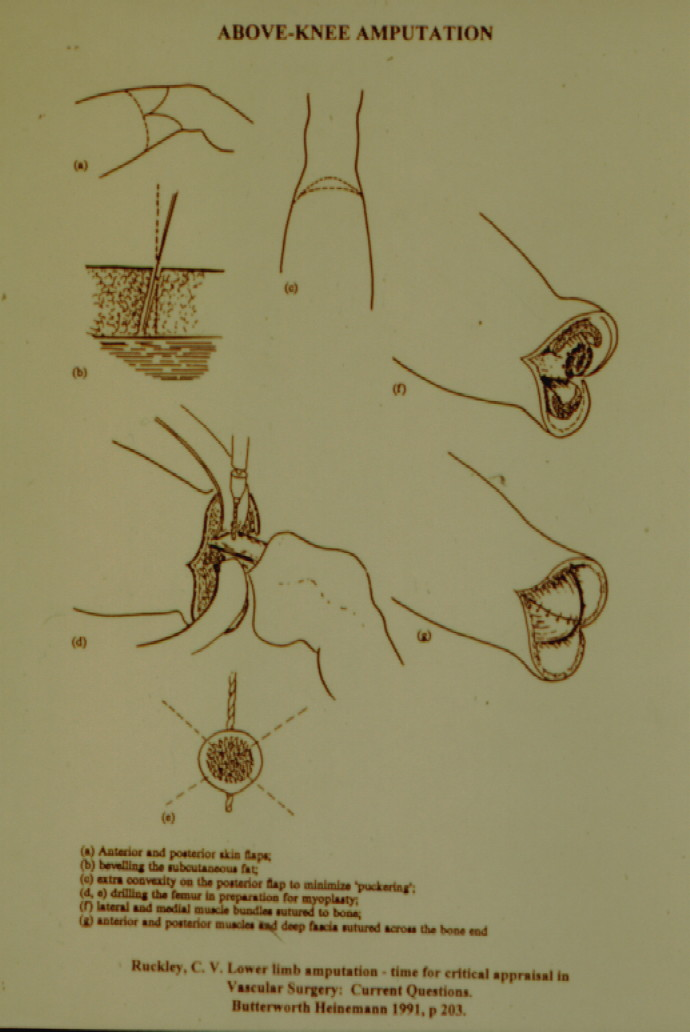 ABOVE-KNEE AMPUTATION
(a)
(c)
(b)
(f)
(d)
(g)
(e)
(a) Anterior and posterior skin flaps;
(b) bevelling the subcutaneous fat;
(c) extra convexity on the posterior flap to minimize 'puckering';
(d, e) drilling the femur in preparation for myoplasty;
(f) lateral and medial muscle bundles sutured to bone;
(g) anterior and posterior muscles and deep fascia sutured across the bone end
Ruckley, C. V. Lower limb amputation - time for critical appraisal in
Vascular Surgery: Current Questions.
Butterworth Heinemann 1991, p 203.